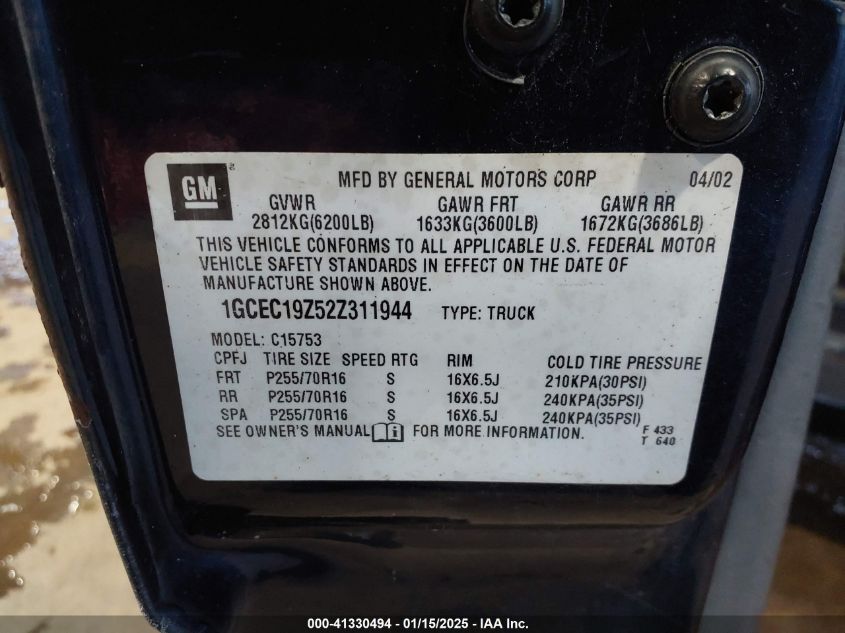 GM
MFD BY GENERAL MOTORS CORP 04/02
GVWR GAWR FRT GAWR RR
2812KG(6200LB) 1633KG(3600LB) 1672KG(3686LB)
THIS VEHICLE CONFORMS TO ALL APPLICABLE U.S. FEDERAL MOTOR
VEHICLE SAFETY STANDARDS IN EFFECT ON THE DATE OF
MANUFACTURE SHOWN ABOVE.
1GCEC19Z52Z311944 TYPE: TRUCK
MODEL: C15753
CPFJ TIRE SIZE SPEED RTG RIM COLD TIRE PRESSURE
FRT P255/70R16 S 16X6.5J 210KPA(30PSI)
RR P255/70R16 S 16X6.5J 240KPA(35PSI)
SPA P255/70R16 S 16X6.5J 240KPA(35PSI)
SEE OWNER'S MANUAL i FOR MORE INFORMATION.
F 433
T 640
000-41330494 - 01/15/2025 - IAA Inc.